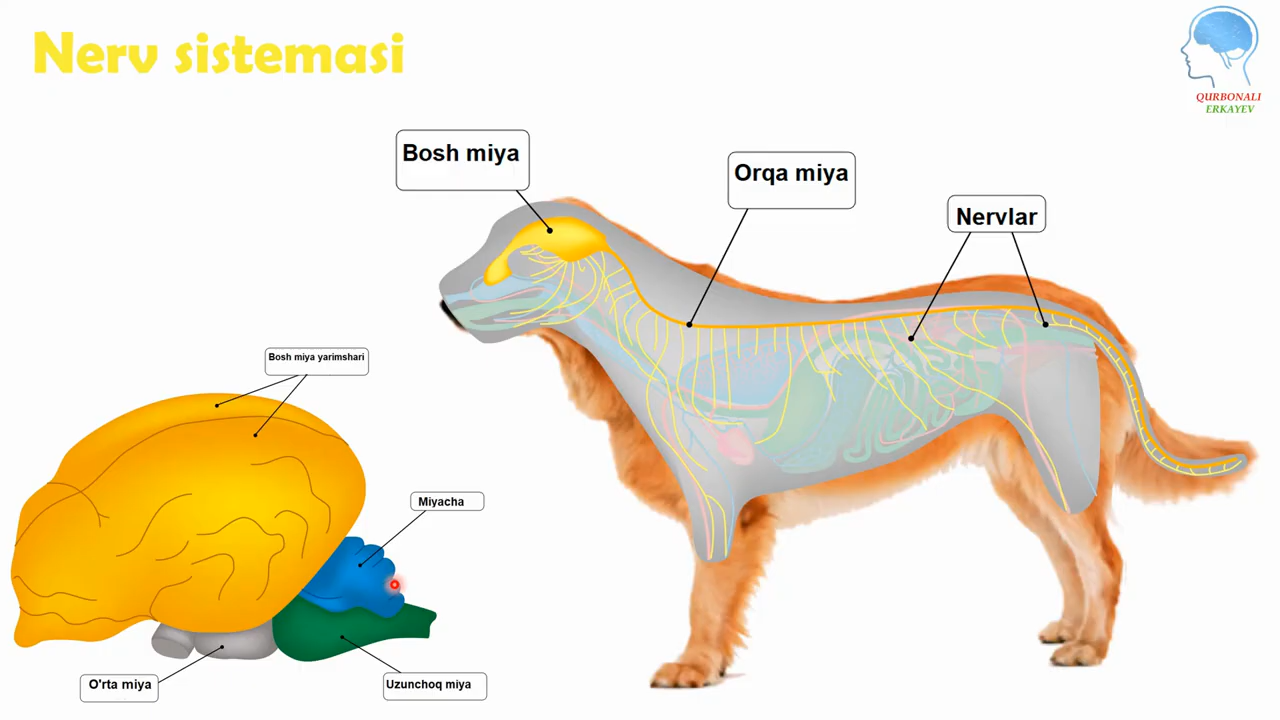 Nerv sistemasi
QURBONALI
ERKAYEV
Bosh miya
Orqa miya
Nervlar
Bosh miya yarimshari
Miyacha
O'rta miya
Uzunchoq miya